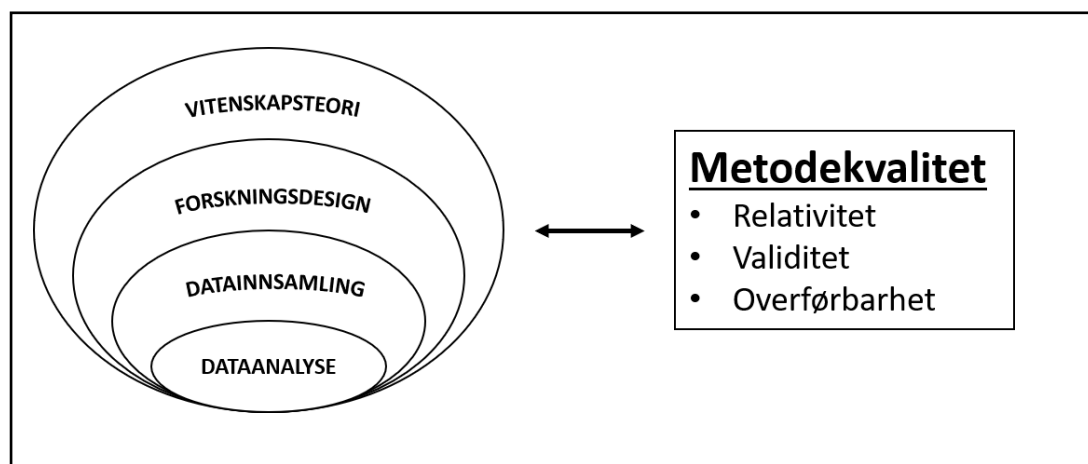 VITENSKAPSTEORI
FORSKNINGSDESIGN
DATAINNSAMLING
DATAANALYSE
Metodekvalitet
• Relativitet
• Validitet
• Overførbarhet